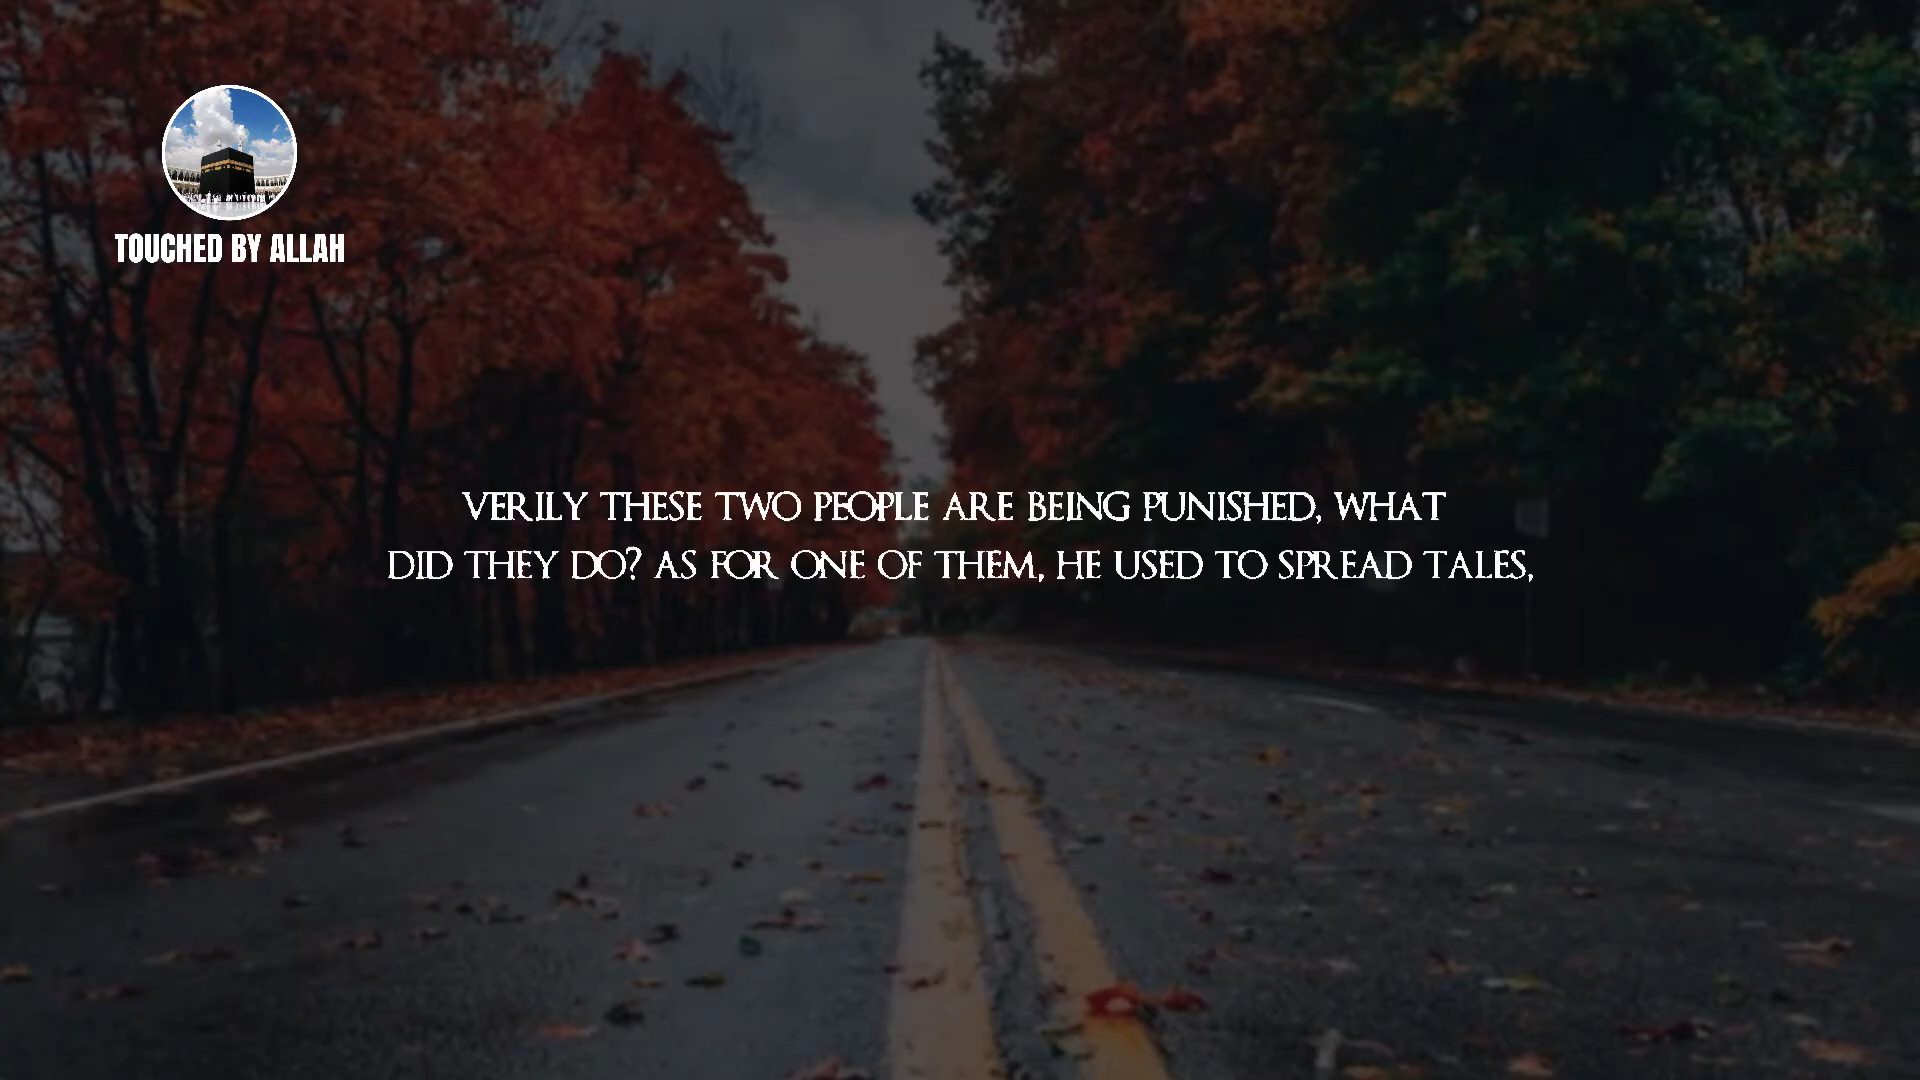 TOUCHED BY ALLAH
VERILY THESE TWO PEOPLE ARE BEING PUNISHED, WHAT
DID THEY DO? AS FOR ONE OF THEM, HE USED TO SPREAD TALES,